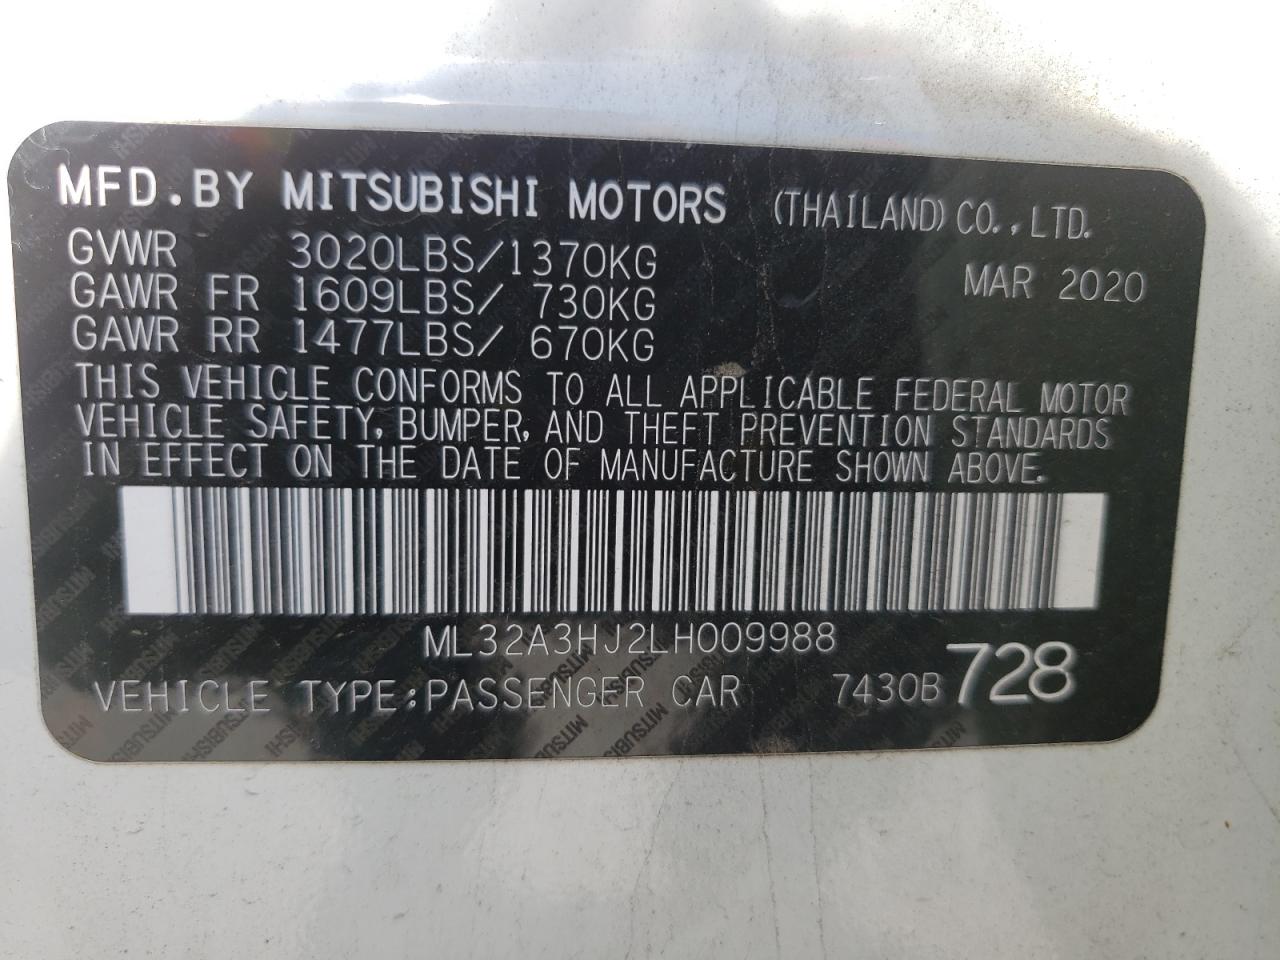 MFD.BY MITSUBISHI MOTORS (THAILAND)CO.,LTD.
GVWR 3020LBS/1370KG MAR 2020
GAWR FR 1609LBS/ 730KG
GAWR RR 1477LBS/ 670KG
THIS VEHICLE CONFORMS TO ALL APPLICABLE FEDERAL MOTOR
VEHICLE SAFETY, BUMPER, AND THEFT PREVENTION STANDARDS
IN EFFECT ON THE DATE OF MANUFACTURE SHOWN ABOVE.
ML32A3HJ2LH009988
VEHICLE TYPE:PASSENGER CAR 7430B 728